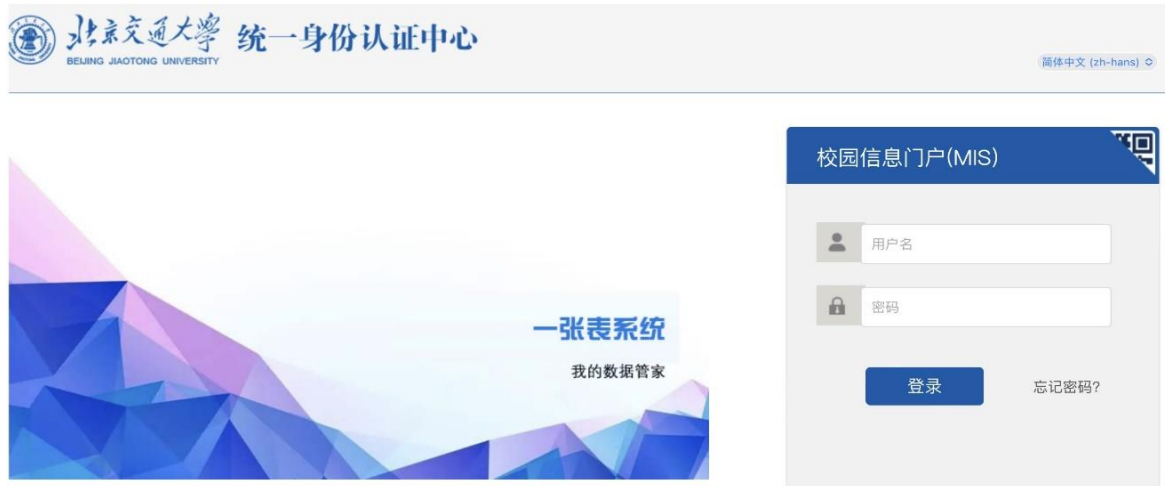 北京交通大学 统一身份认证中心
BEIJING JIAOTONG UNIVERSITY
简体中文 (zh-hans)
校园信息门户(MIS)
用户名
密码
一张表系统
我的数据管家
登录 忘记密码?